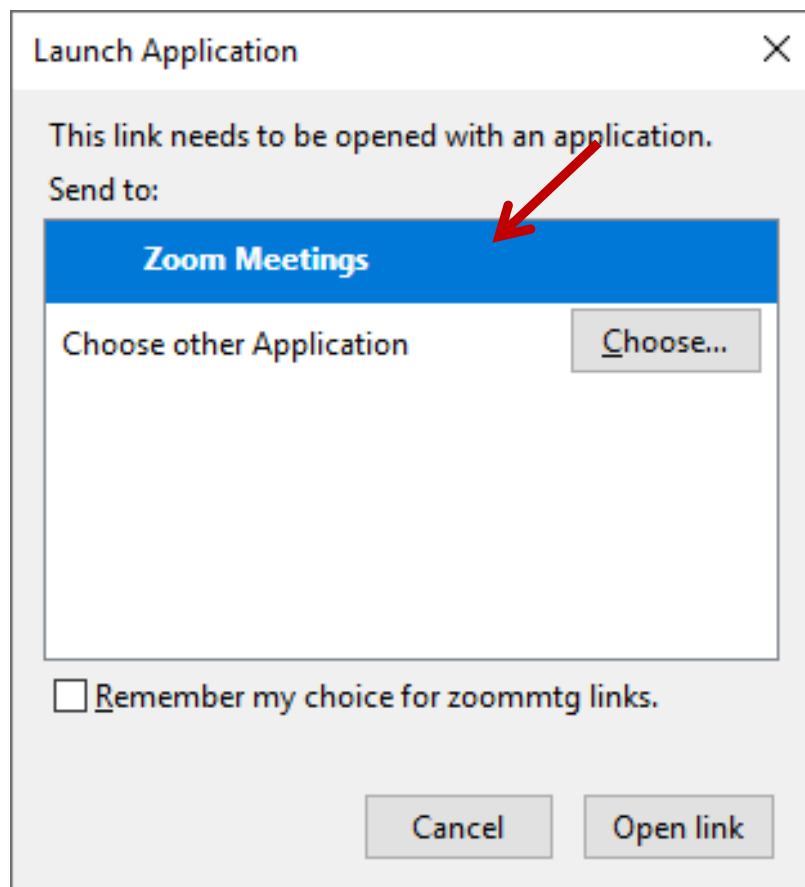 Launch Application
This link needs to be opened with an application.
Send to:
Zoom Meetings
Choose other Application
Choose...
Remember my choice for zoommtg links.
Cancel
Open link